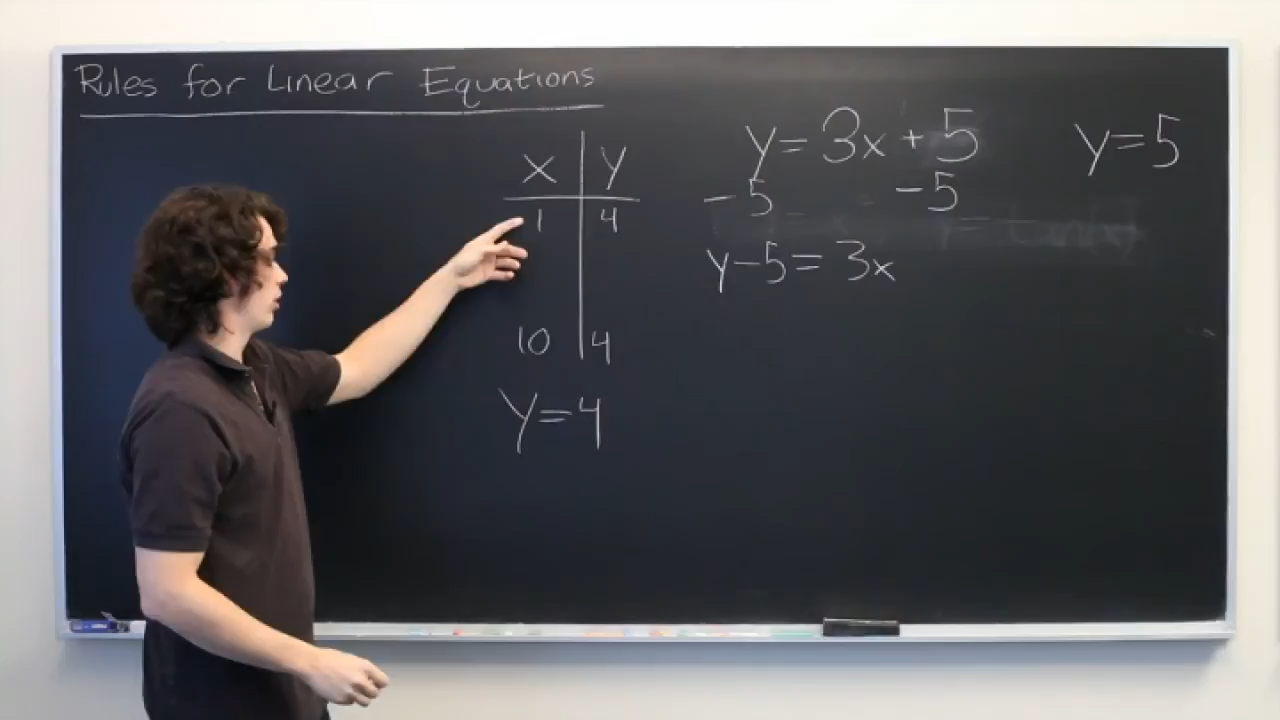 Rules for Linear Equations
X Y
1 4
10 4
Y=4
y=3x+5
-5 -5
y-5=3x
y=5